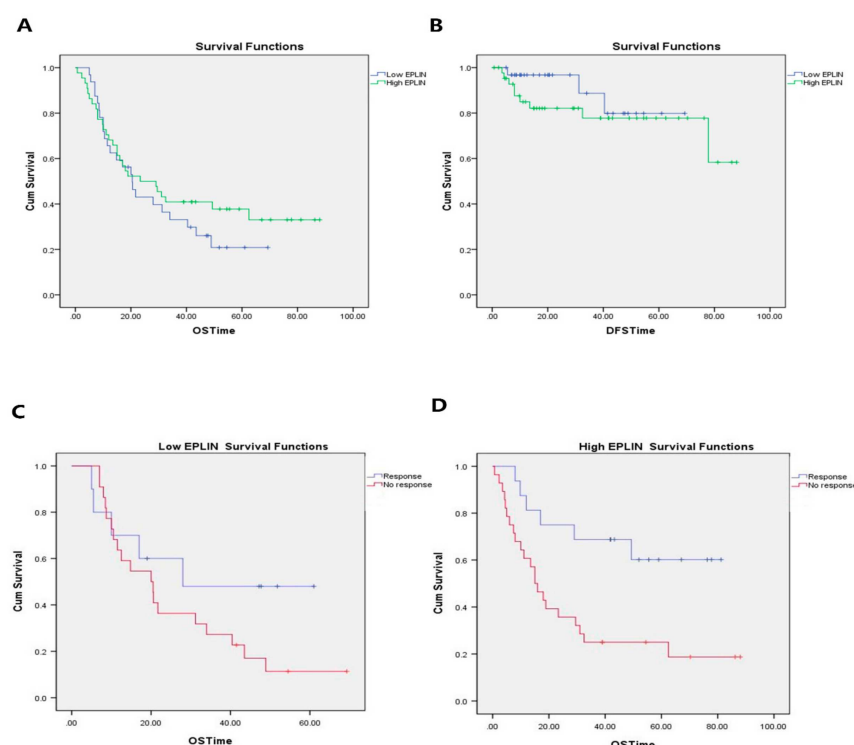 A
Survival Functions
Low EPLIN
High EPLIN
Cum Survival
1.0
0.8
0.6
0.4
0.2
0.0
.00
20.00
40.00
60.00
80.00
100.00
OSTime
B
Survival Functions
Low EPLIN
High EPLIN
Cum Survival
1.0
0.8
0.6
0.4
0.2
0.0
.00
20.00
40.00
60.00
80.00
100.00
DFSTime
C
Low EPLIN Survival Functions
Response
No response
Cum Survival
1.0
0.8
0.6
0.4
0.2
0.0
.00
20.00
40.00
60.00
OSTime
D
High EPLIN Survival Functions
Response
No response
Cum Survival
1.0
0.8
0.6
0.4
0.2
0.0
.00
20.00
40.00
60.00
80.00
100.00
OSTime